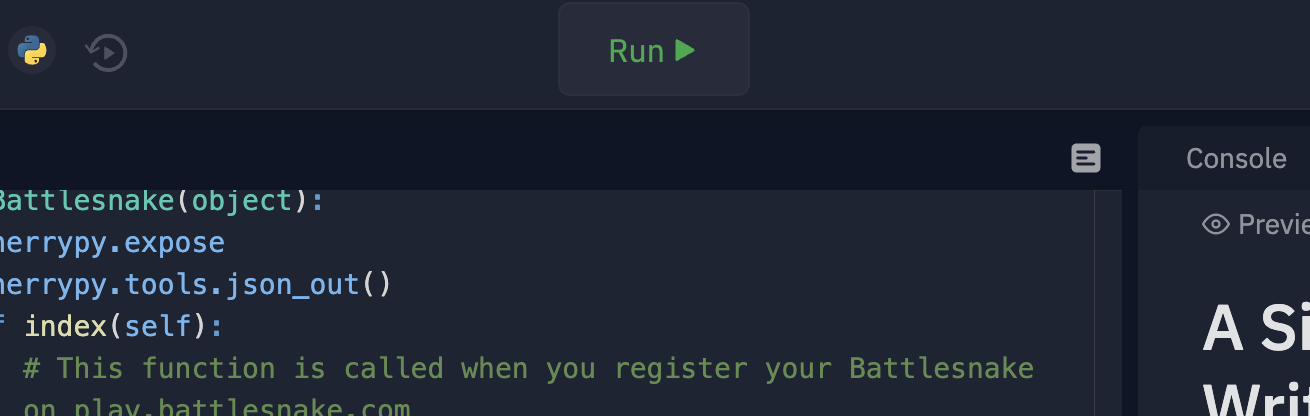 Run
Console
Battlesnake(object):
herrypy.expose
Previe
herrypy.tools.json_out()
f index(self):
A Si
# This function is called when you register your Battlesnake
on play.battlesnake.com
Writ